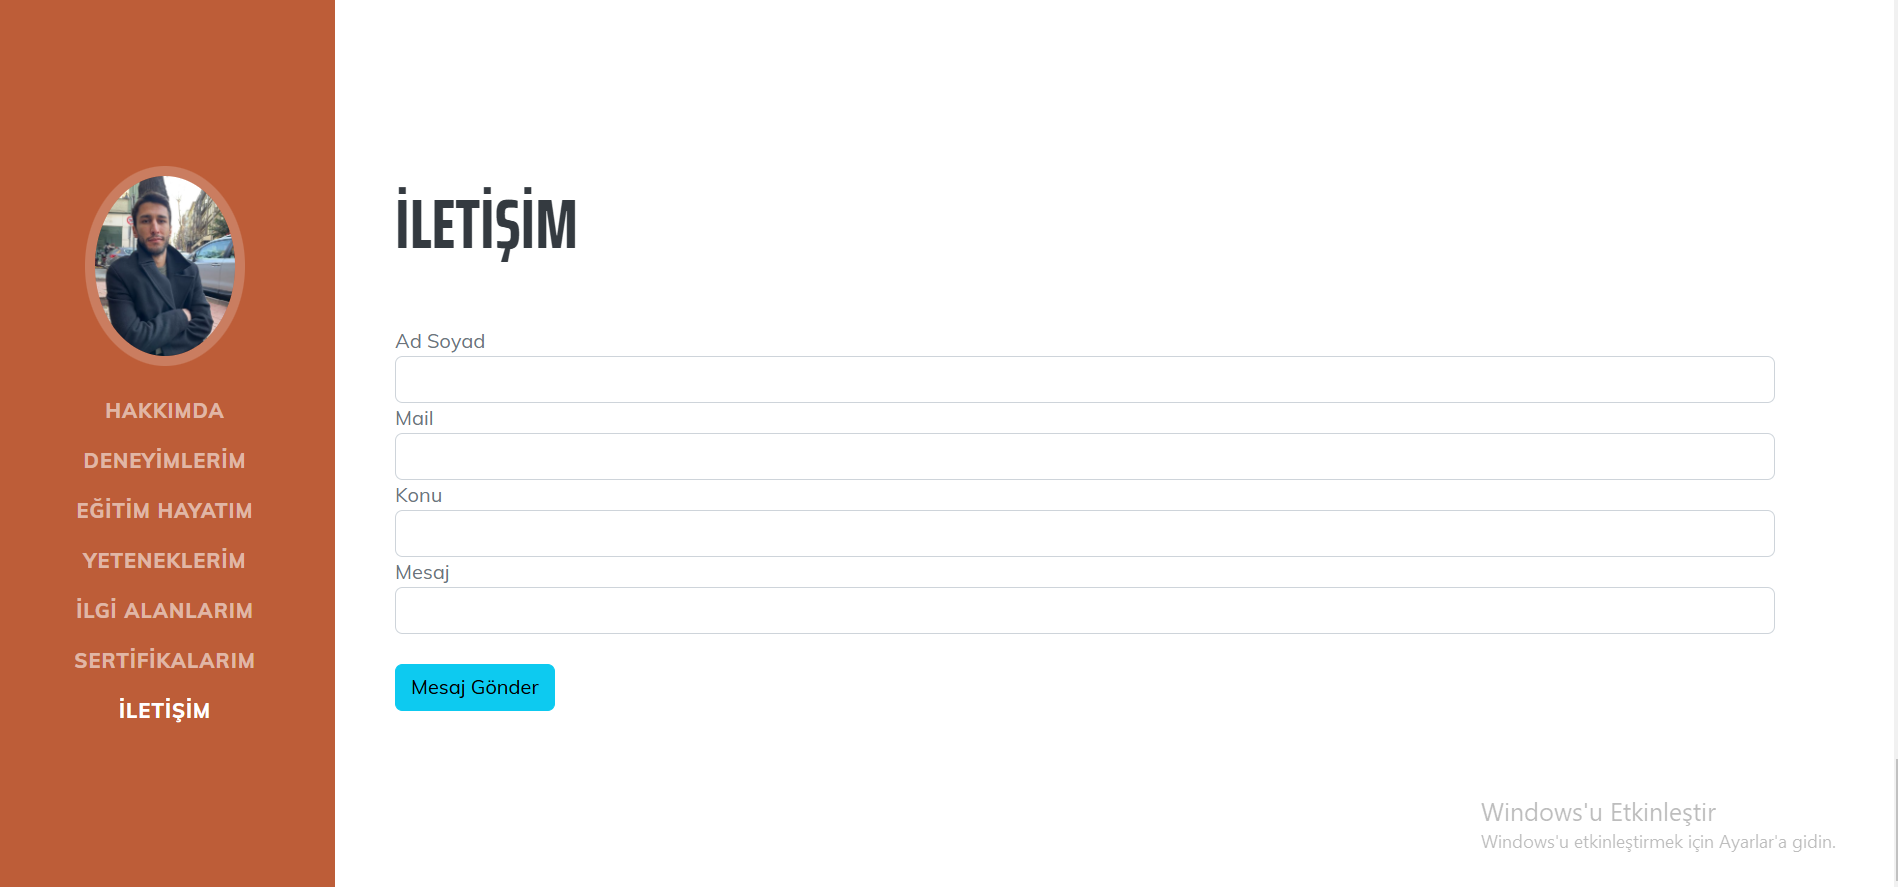 HAKKIMDA
DENEYİMLERİM
EĞİTİM HAYATIM
YETENEKLERİM
İLGİ ALANLARIM
SERTİFİKALARIM
İLETİŞİM
İLETİŞİM
Ad Soyad
Mail
Konu
Mesaj
Mesaj Gönder
Windows'u Etkinleştir
Windows'u etkinleştirmek için Ayarlar'a gidin.